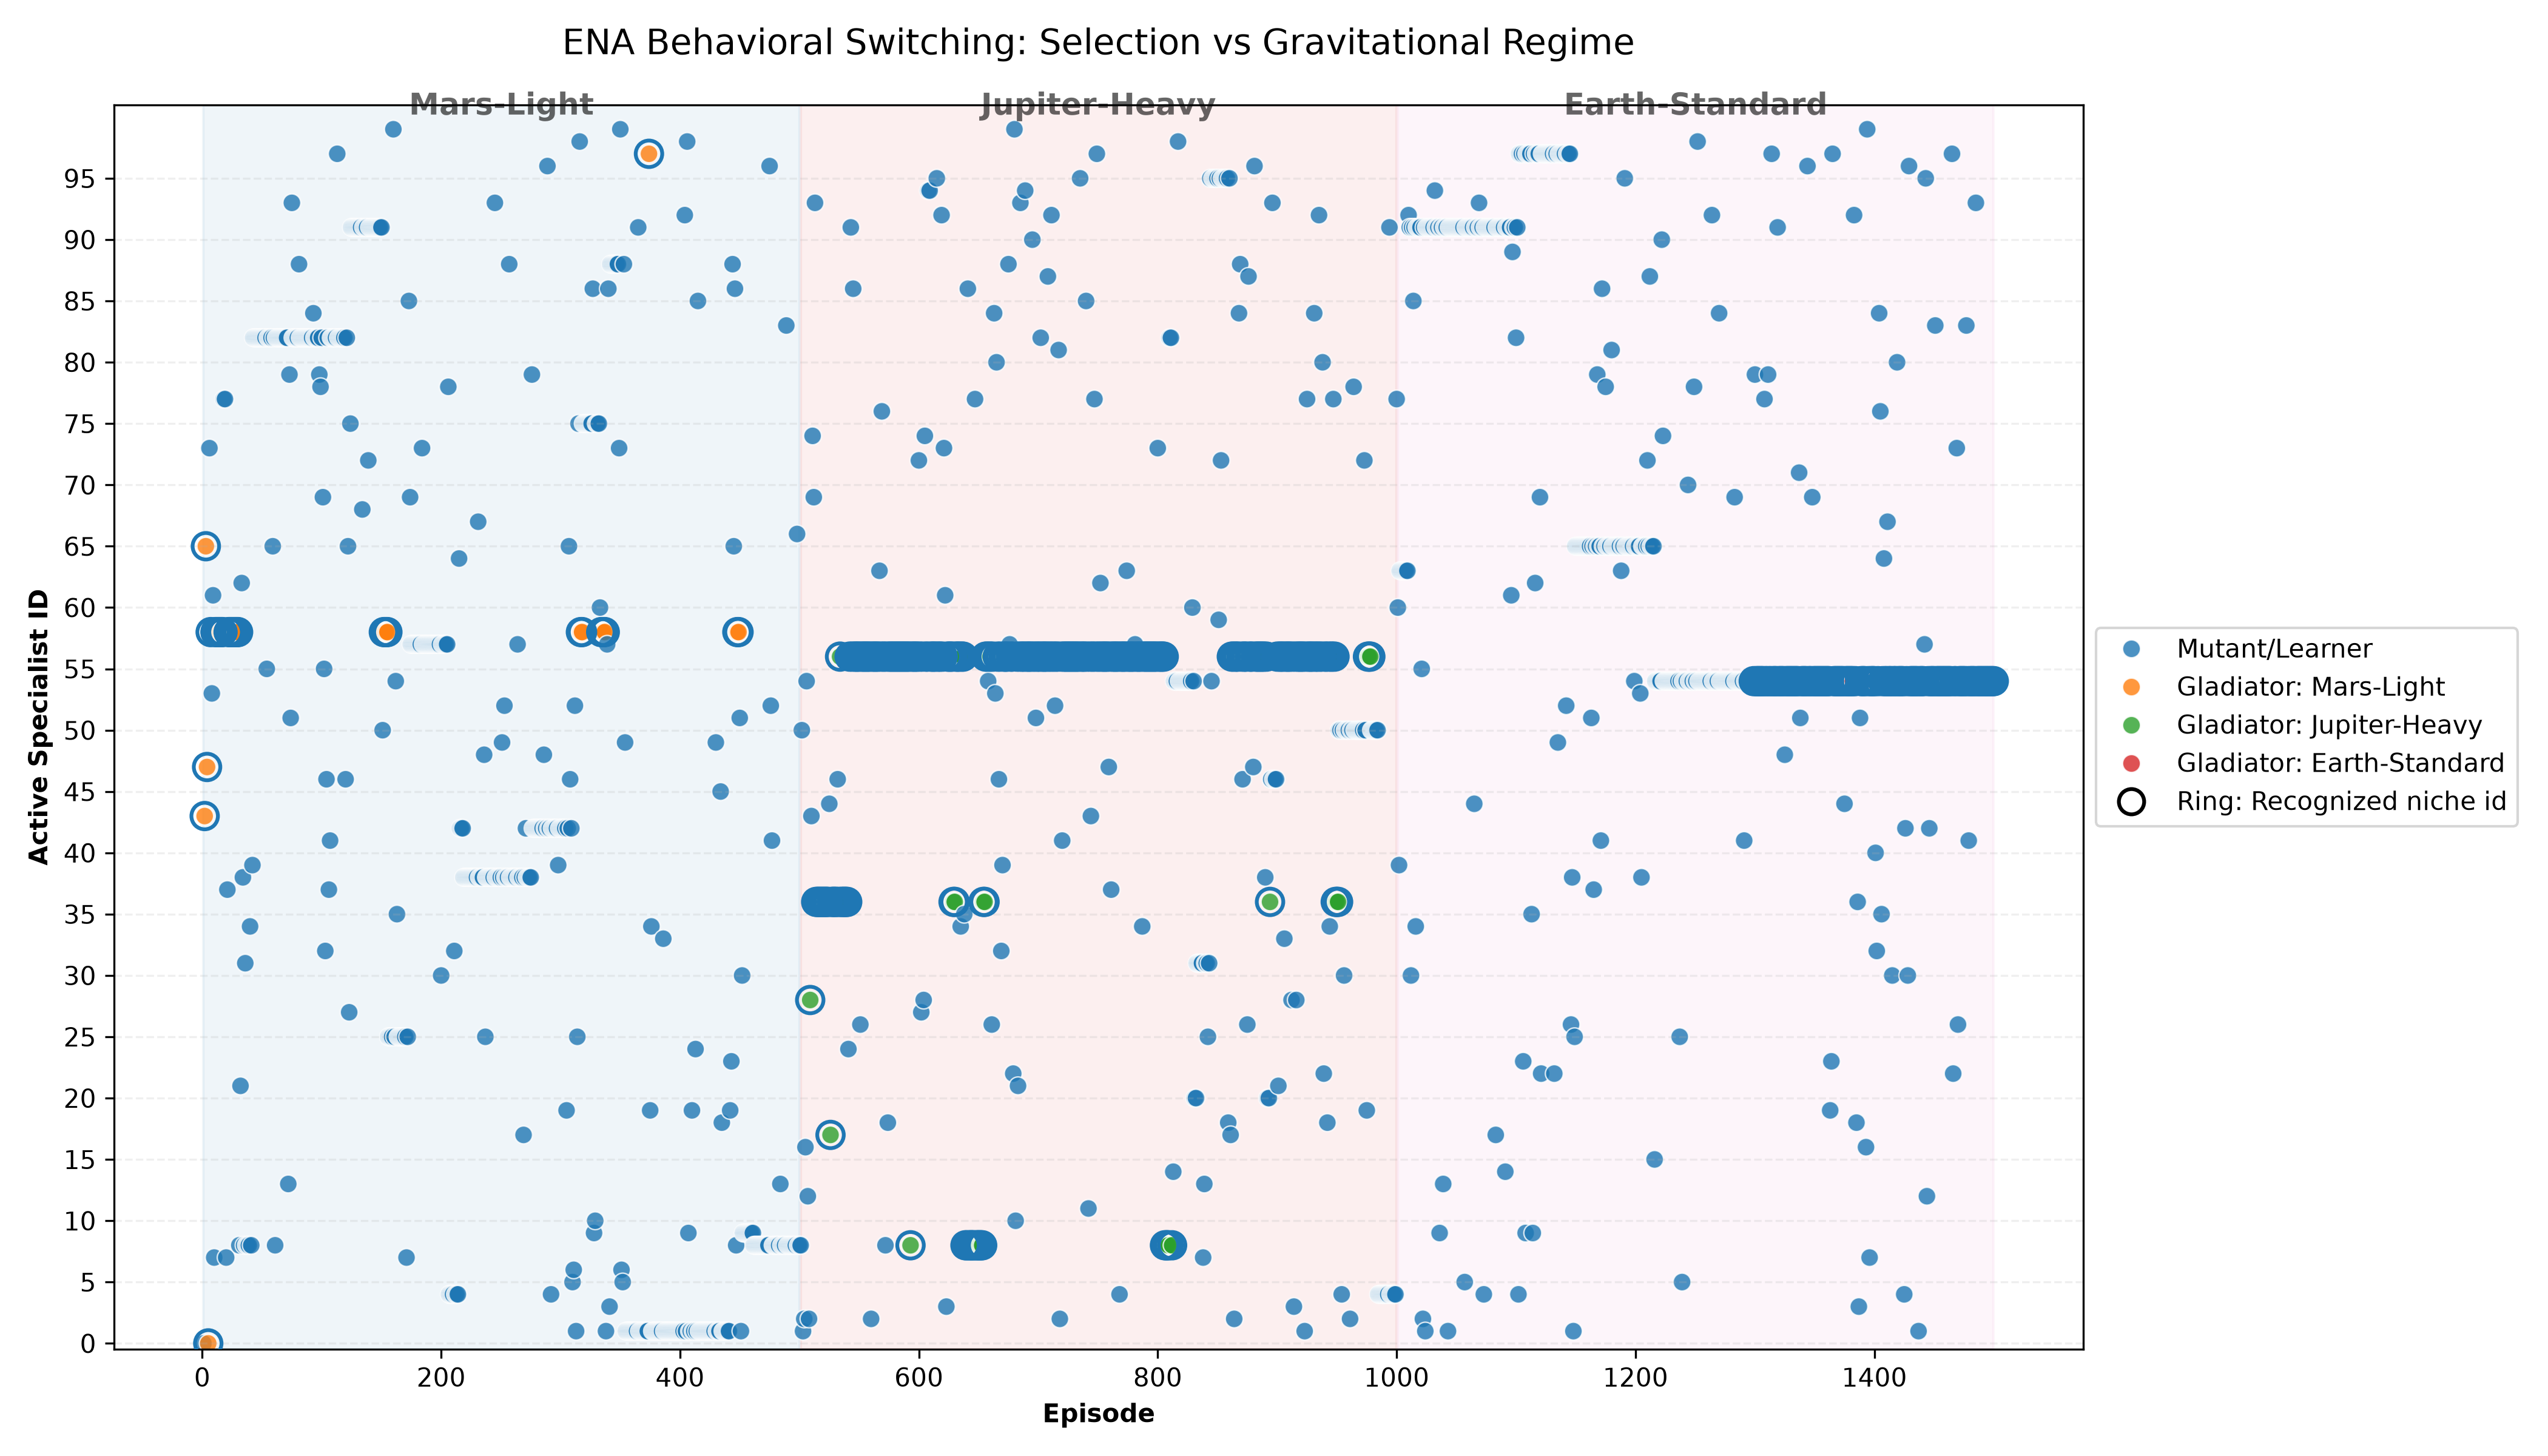 ENA Behavioral Switching: Selection vs Gravitational Regime
Mars-Light
Jupiter-Heavy
Earth-Standard
95
90
85
80
75
70
65
60
55
50
45
40
35
30
25
20
15
10
5
0
Active Specialist ID
0
200
400
600
800
1000
1200
1400
Episode
Mutant/Learner
Gladiator: Mars-Light
Gladiator: Jupiter-Heavy
Gladiator: Earth-Standard
Ring: Recognized niche id